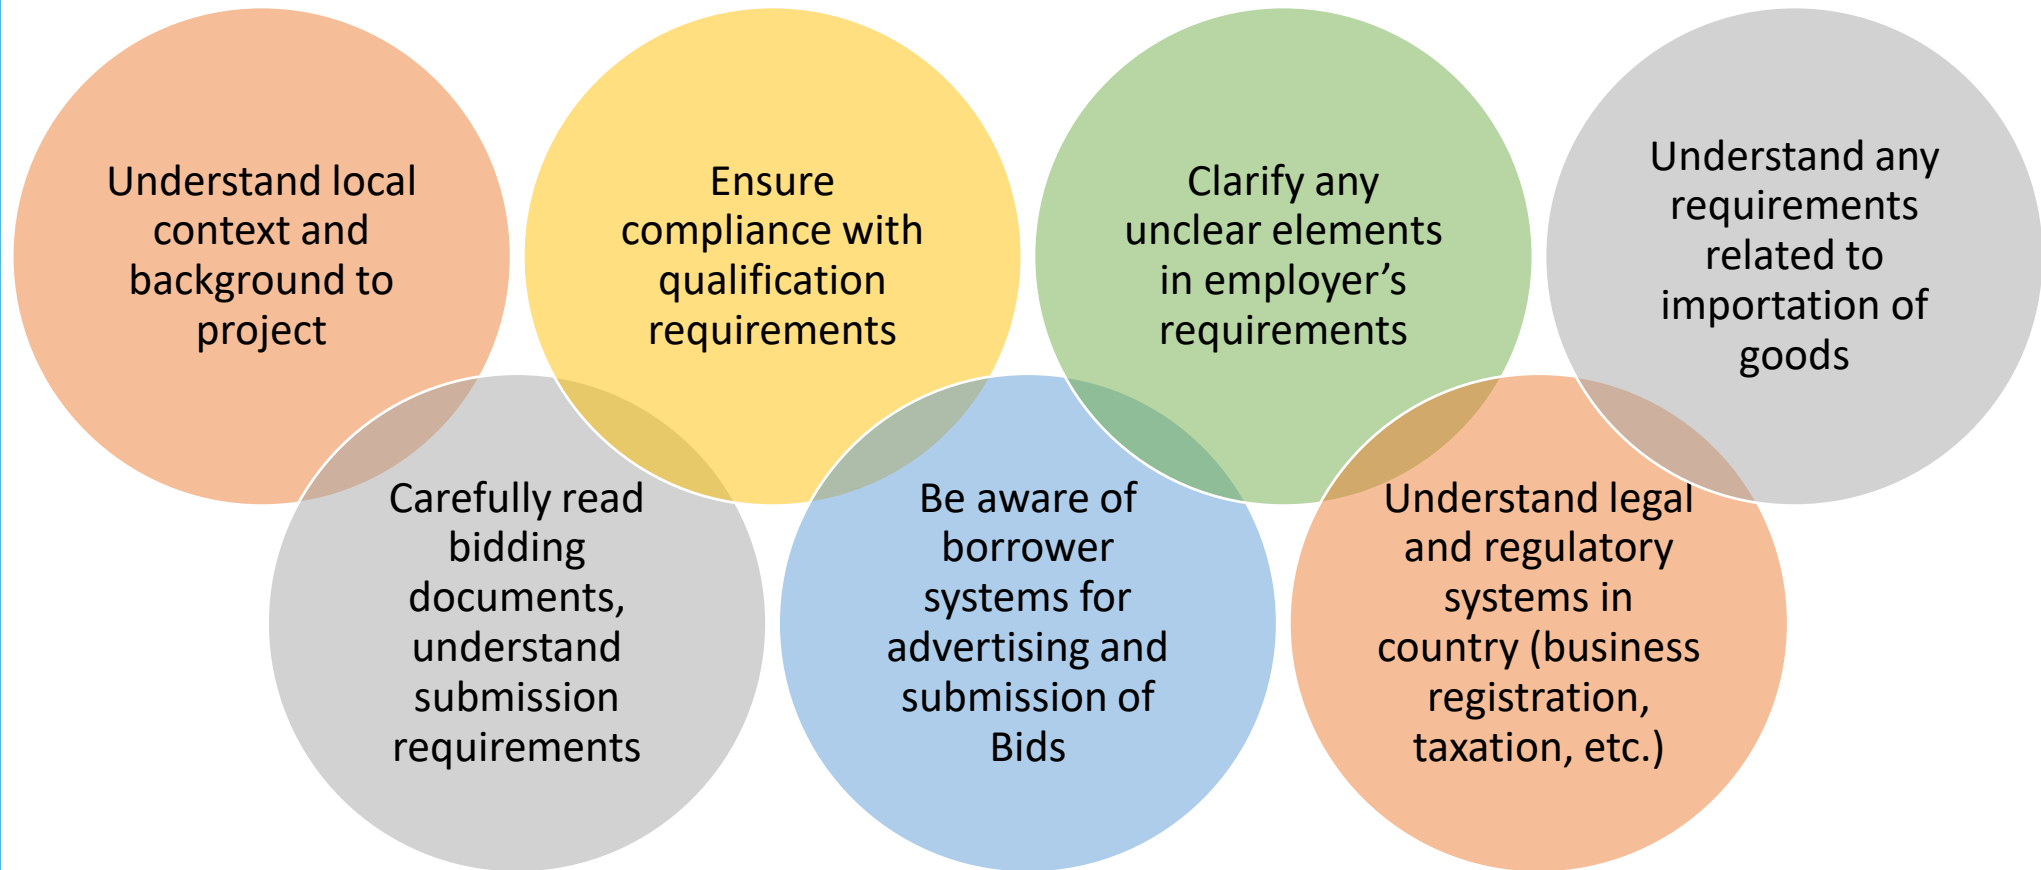 Understand local
context and
background to
project
Carefully read
bidding
documents,
understand
submission
requirements
Ensure
compliance with
qualification
requirements
Be aware of
borrower
systems for
advertising and
submission of
Bids
Clarify any
unclear elements
in employer’s
requirements
Understand legal
and regulatory
systems in
country (business
registration,
taxation, etc.)
Understand any
requirements
related to
importation of
goods